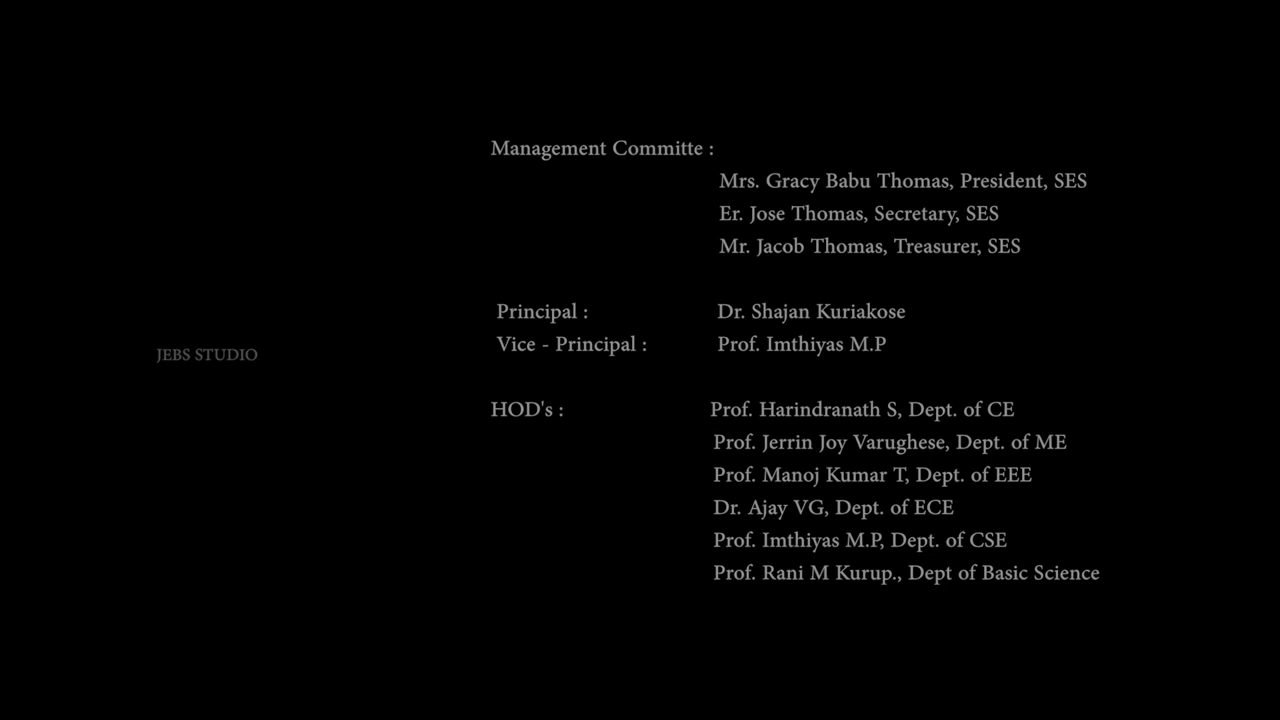 Management Committe :
Mrs. Gracy Babu Thomas, President, SES
Er. Jose Thomas, Secretary, SES
Mr. Jacob Thomas, Treasurer, SES
Principal : Dr. Shajan Kuriakose
Vice - Principal : Prof. Imthiyas M.P
JEBS STUDIO
HOD's : Prof. Harindranath S, Dept. of CE
Prof. Jerrin Joy Varughese, Dept. of ME
Prof. Manoj Kumar T, Dept. of EEE
Dr. Ajay VG, Dept. of ECE
Prof. Imthiyas M.P, Dept. of CSE
Prof. Rani M Kurup., Dept of Basic Science